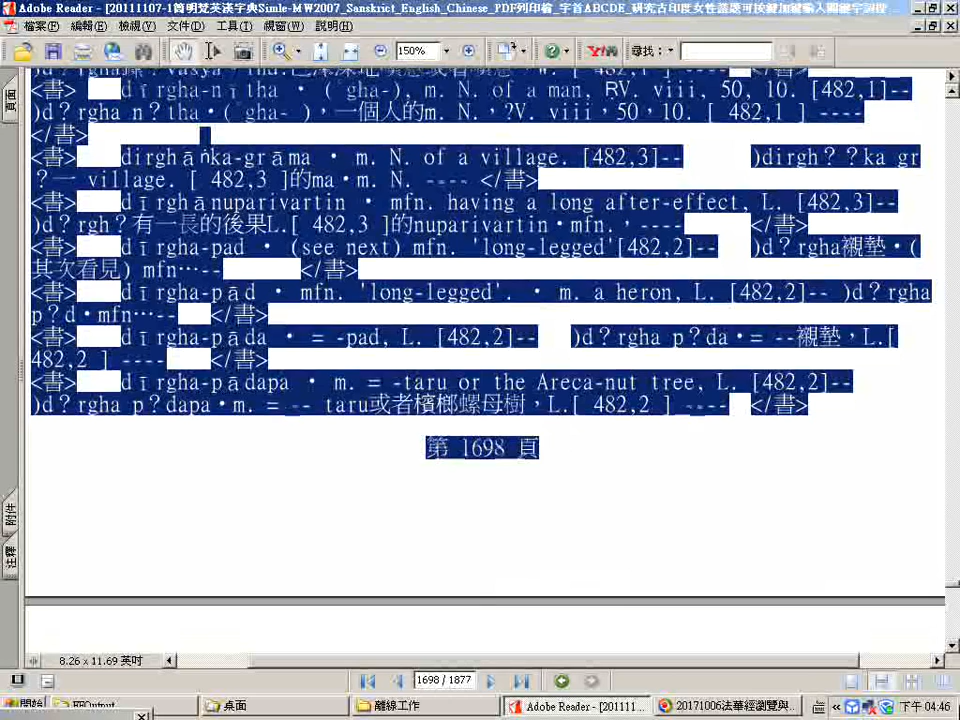 Adobe Reader - [20111107-1簡明梵英漢字典Simle-MW2007_Sanskrict_English_Chinese_PDF列印檔_字首ABCDE_研究古印度女性議題可按鍵加鍵輸入關鍵字詞搜
檔案(F) 編輯(E) 檢視(V) 文件(D) 工具(T) 視窗(W) 說明(H)
150% 尋找：
<書> dīrgha-nītha ・ ( gha-), m. N. of a man, RV. viii, 50, 10. [482,1]--
)d？rgha n？tha・( gha- )，一個人的m. N.，?V. viii，50，10. [ 482,1 ] ----
</書>
<書> dirghāṅka-grāma ・ m. N. of a village. [482,3]-- )dirgh？？ka gr
？一 village. [ 482,3 ]的ma・m. N. ---- </書>
<書> dīrghānuparivartin ・ mfn. having a long after-effect, L. [482,3]--
)d？rgh？有一長的後果L.[ 482,3 ]的nuparivartin・mfn.，---- </書>
<書> dīrgha-pad ・ (see next) mfn. 'long-legged'[482,2]-- )d？rgha襯墊・(
其次看見) mfn…-- </書>
<書> dīrgha-pād ・ mfn. 'long-legged'. ・ m. a heron, L. [482,2]-- )d？rgha
p？d・mfn…-- </書>
<書> dīrgha-pāda ・ = -pad, L. [482,2]-- )d？rgha p？da・= --襯墊，L.[
482,2 ] ---- </書>
<書> dīrgha-pādapa ・ m. = -taru or the Areca-nut tree, L. [482,2]--
)d？rgha p？dapa・m. = -- taru或者檳榔螺母樹，L.[ 482,2 ] ---- </書>
第 1698 頁
頁面
附件
註釋
8.26 x 11.69 英吋
1698 / 1877
開始 FFOutput 桌面 離線工作 Adobe Reader - [201111... 20171006法華經瀏覽與... 下午 04:46